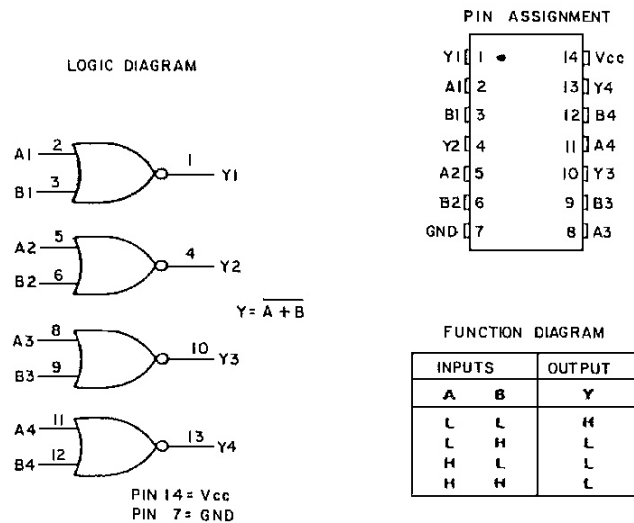 LOGIC DIAGRAM
A1 2
B1 3
1 Y1
A2 5
B2 6
4 Y2
Y = A + B
A3 8
B3 9
10 Y3
A4 11
B4 12
13 Y4
PIN 14 = Vcc
PIN 7 = GND
PIN ASSIGNMENT
Y1 1 14 Vcc
A1 2 13 Y4
B1 3 12 B4
Y2 4 11 A4
A2 5 10 Y3
B2 6 9 B3
GND 7 8 A3
FUNCTION DIAGRAM
INPUTS OUTPUT
A B Y
L L H
L H L
H L L
H H L